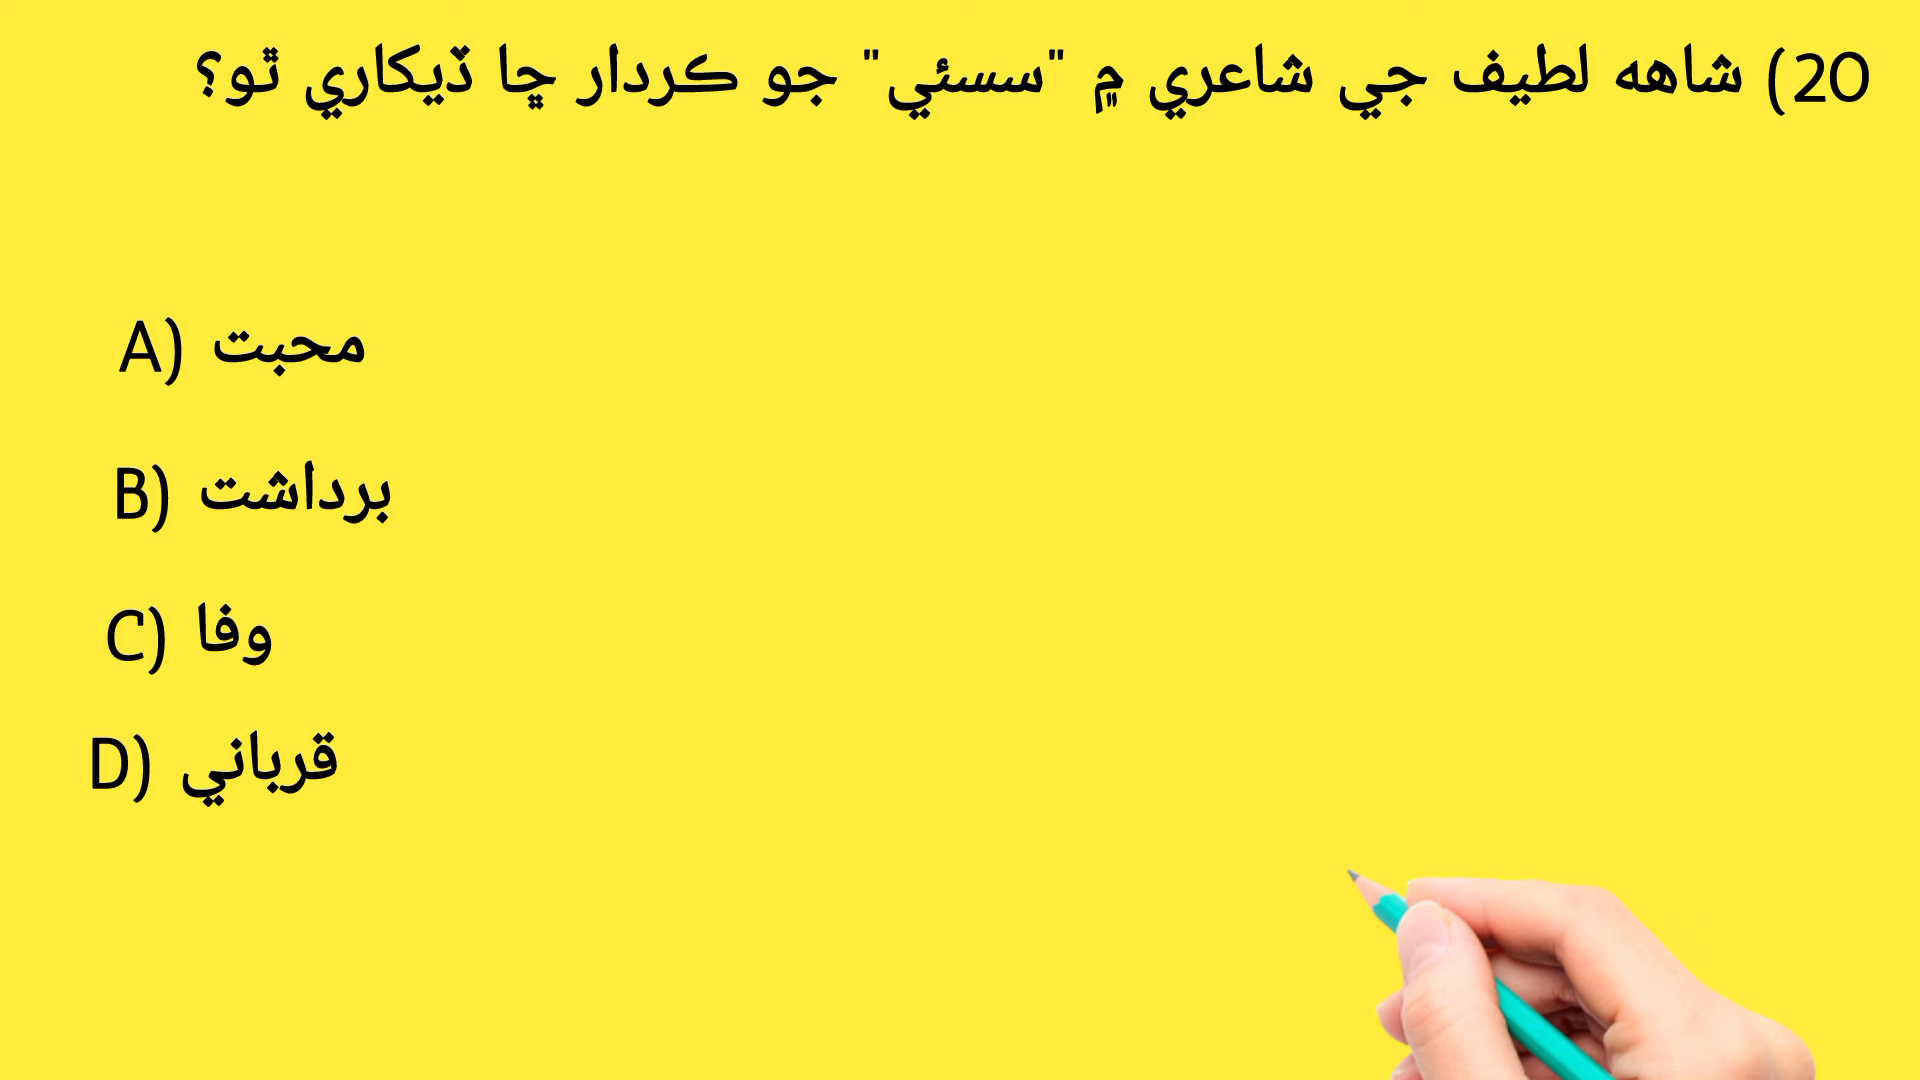 20) شاهه لطيف جي شاعري ۾ "سسئي" جو ڪردار ڇا ڏيکاري ٿو؟
A) محبت
B) برداشت
C) وفا
D) قرباني